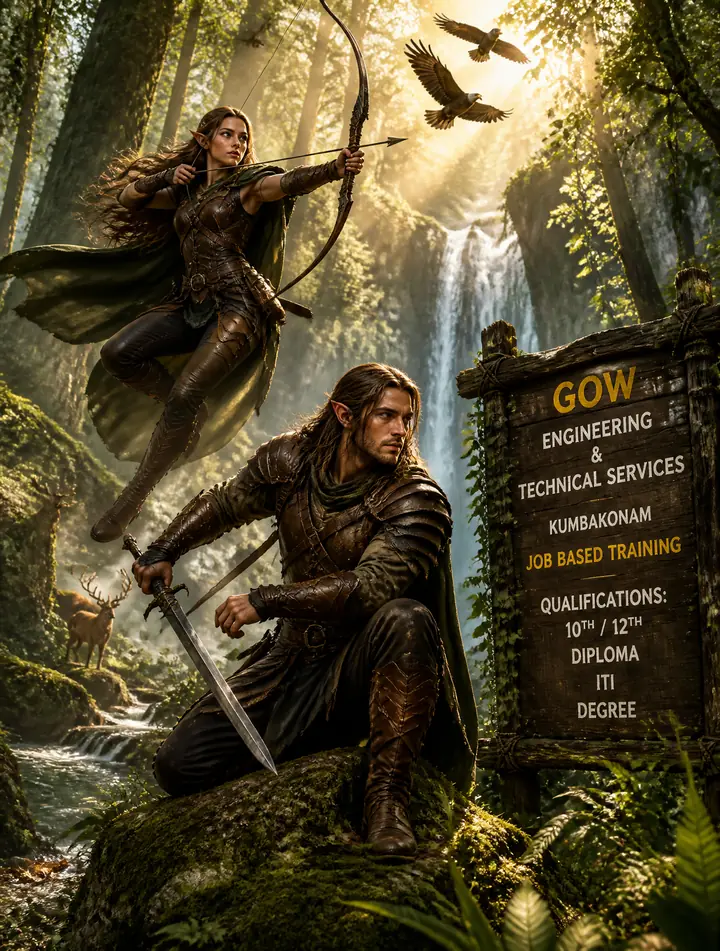 GOW
ENGINEERING
&
TECHNICAL SERVICES
KUMBAKONAM
JOB BASED TRAINING
QUALIFICATIONS:
10TH / 12TH
DIPLOMA
ITI
DEGREE